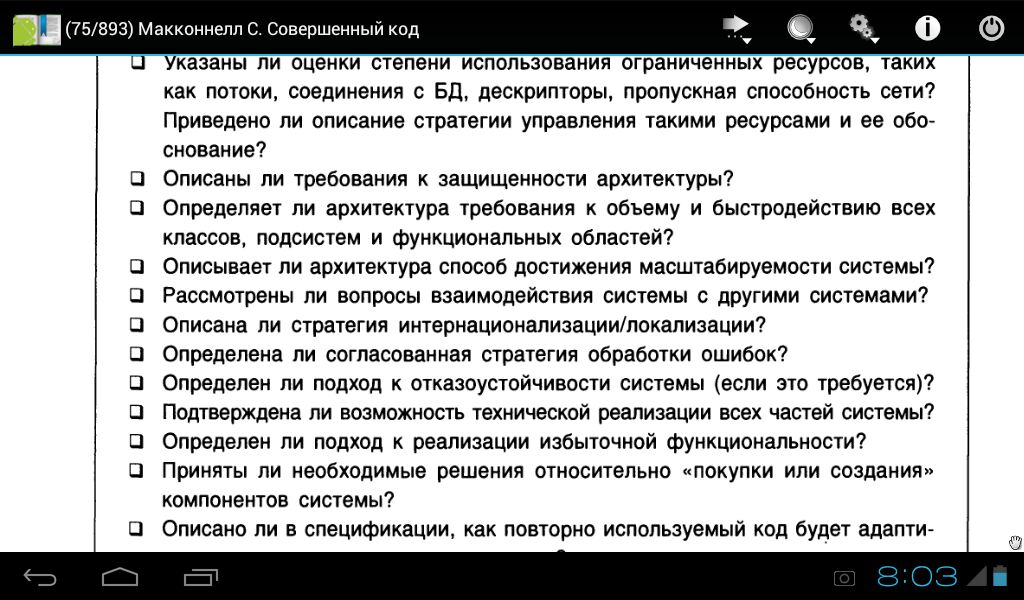 (75/893) Макконнелл С. Совершенный код
❑ Указаны ли оценки степени использования ограниченных ресурсов, таких
как потоки, соединения с БД, дескрипторы, пропускная способность сети?
Приведено ли описание стратегии управления такими ресурсами и ее обо-
снование?
❑ Описаны ли требования к защищенности архитектуры?
❑ Определяет ли архитектура требования к объему и быстродействию всех
классов, подсистем и функциональных областей?
❑ Описывает ли архитектура способ достижения масштабируемости системы?
❑ Рассмотрены ли вопросы взаимодействия системы с другими системами?
❑ Описана ли стратегия интернационализации/локализации?
❑ Определена ли согласованная стратегия обработки ошибок?
❑ Определен ли подход к отказоустойчивости системы (если это требуется)?
❑ Подтверждена ли возможность технической реализации всех частей системы?
❑ Определен ли подход к реализации избыточной функциональности?
❑ Приняты ли необходимые решения относительно «покупки или создания»
компонентов системы?
❑ Описано ли в спецификации, как повторно используемый код будет адапти-
8:03